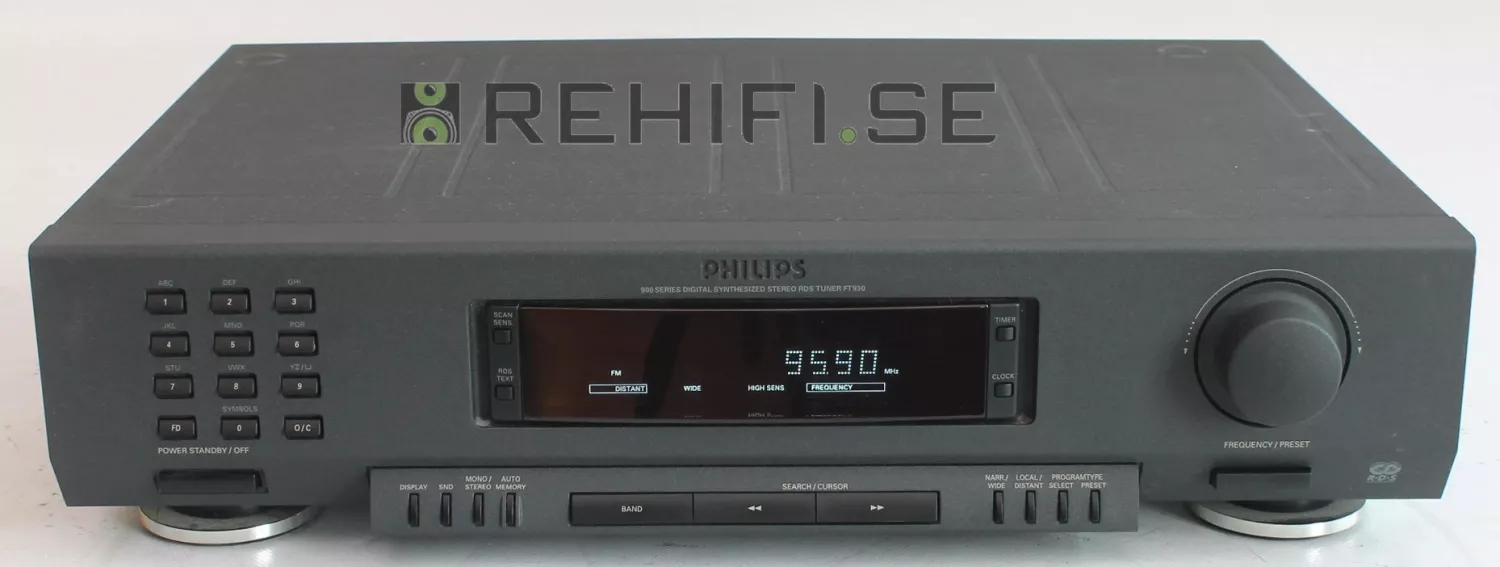 REHIFI.SE
PHILIPS
900 SERIES DIGITAL SYNTHESIZED STEREO RDS TUNER FT930
ABC DEF GHI
1 2 3
JKL MNO PQR
4 5 6
STU VWX YZ/⌴
7 8 9
SYMBOLS
FD 0 O/C
POWER STANDBY / OFF
SCAN
SENS.
RDS
TEXT
95.90 MHz
FM
DISTANT WIDE HIGH SENS FREQUENCY
TIMER
CLOCK
FREQUENCY / PRESET
DISPLAY SND MONO /
STEREO AUTO
MEMORY
SEARCH / CURSOR
BAND ◀◀ ▶▶
NARR/
WIDE LOCAL /
DISTANT PROGRAMTYPE
SELECT PRESET
R·D·S